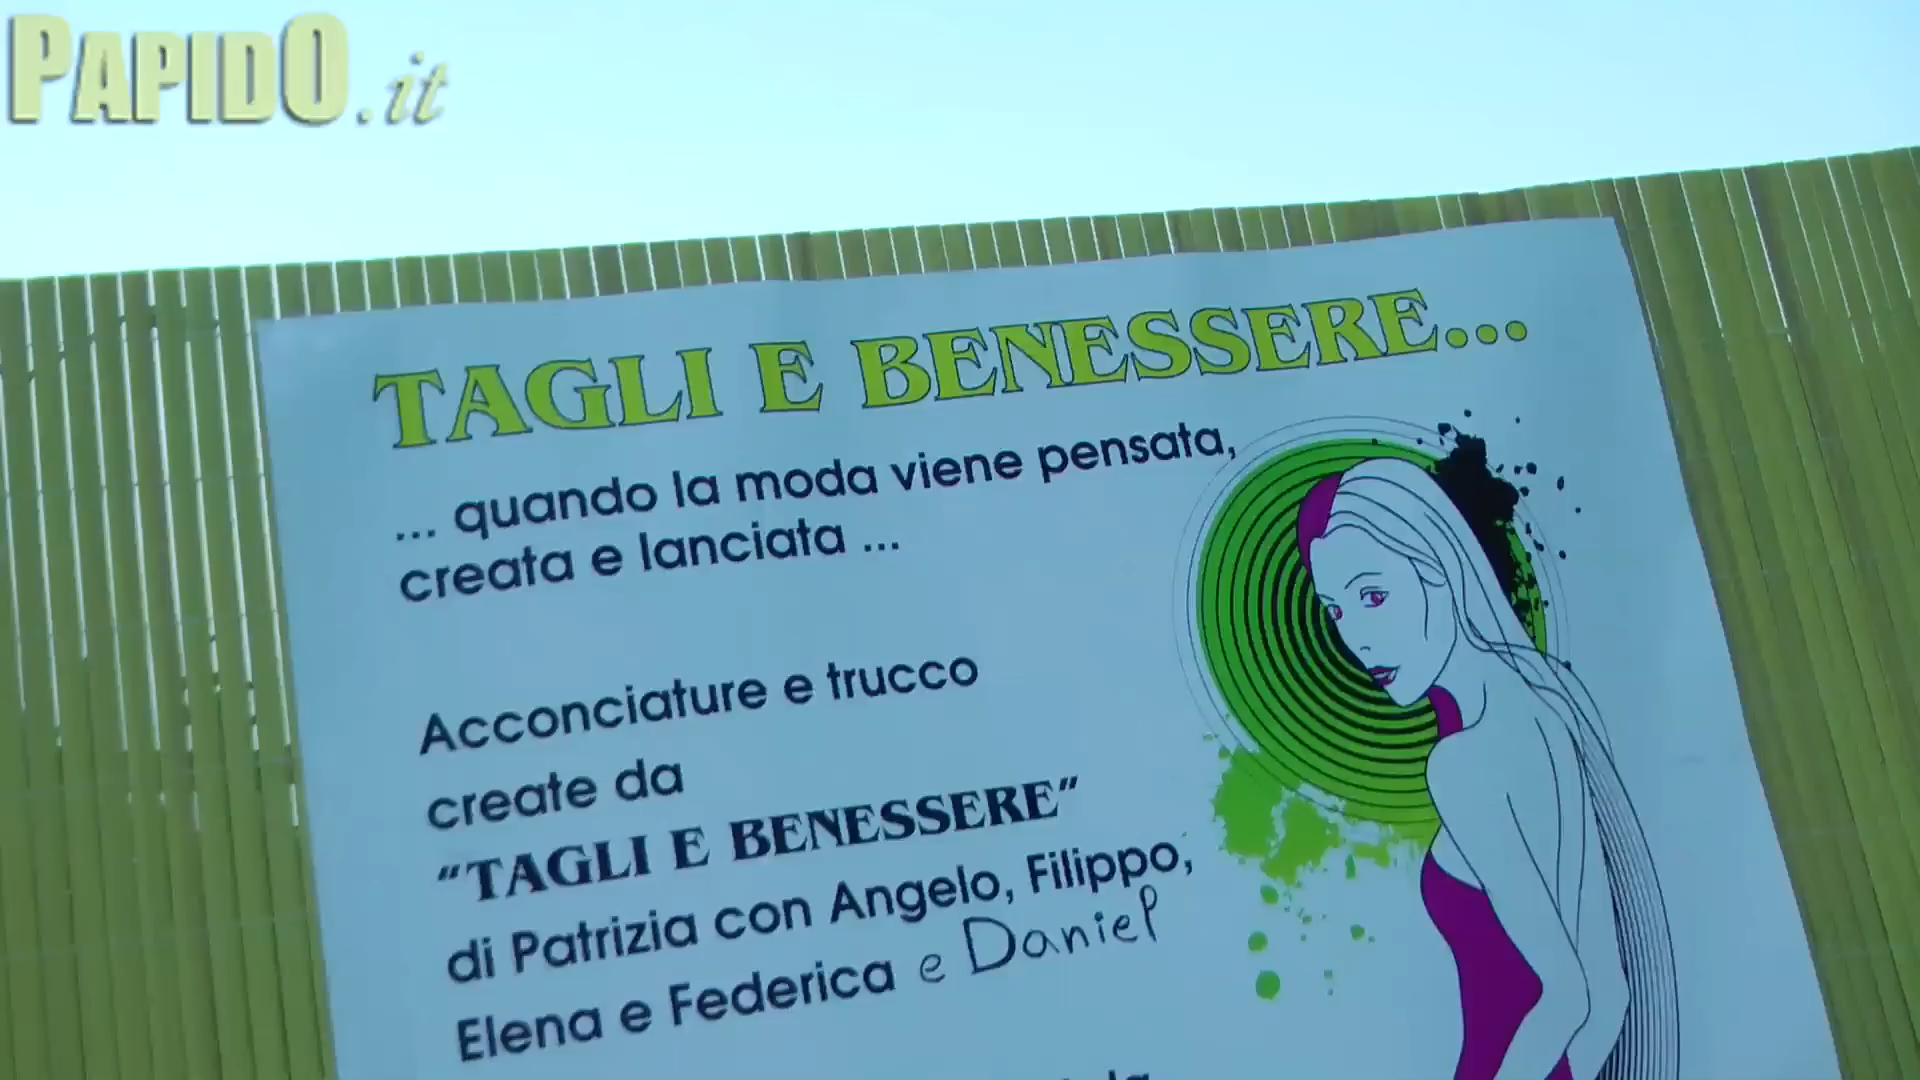 PAPIDO.it
TAGLI E BENESSERE...
... quando la moda viene pensata,
creata e lanciata ...
Acconciature e trucco
create da
“TAGLI E BENESSERE”
di Patrizia con Angelo, Filippo,
Elena e Federica e Daniel